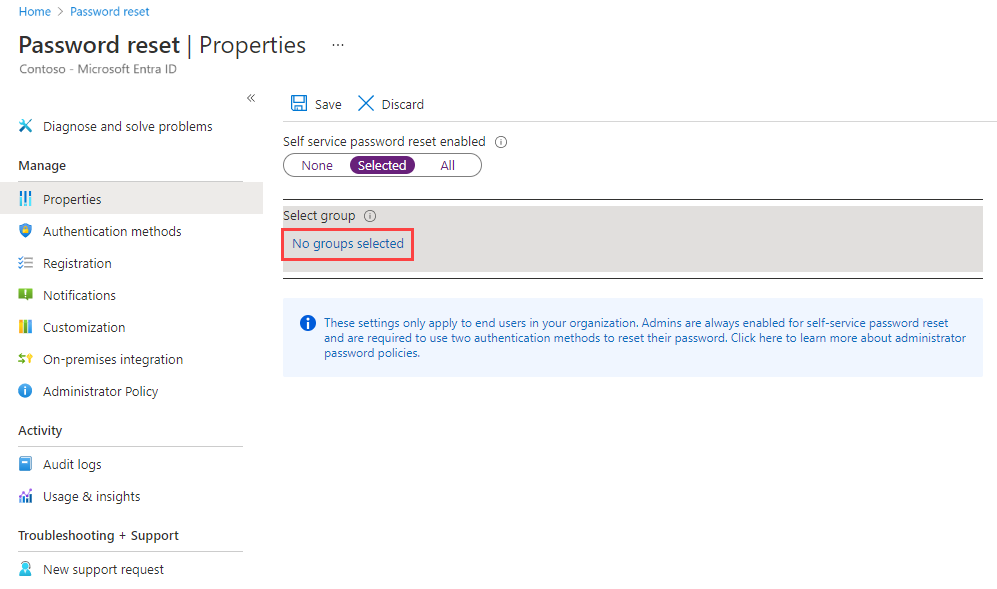 Home > Password reset
Password reset | Properties ...
Contoso - Microsoft Entra ID
«
Diagnose and solve problems
Manage
Properties
Authentication methods
Registration
Notifications
Customization
On-premises integration
Administrator Policy
Activity
Audit logs
Usage & insights
Troubleshooting + Support
New support request
Save Discard
Self service password reset enabled
None Selected All
Select group
No groups selected
These settings only apply to end users in your organization. Admins are always enabled for self-service password reset
and are required to use two authentication methods to reset their password. Click here to learn more about administrator
password policies.